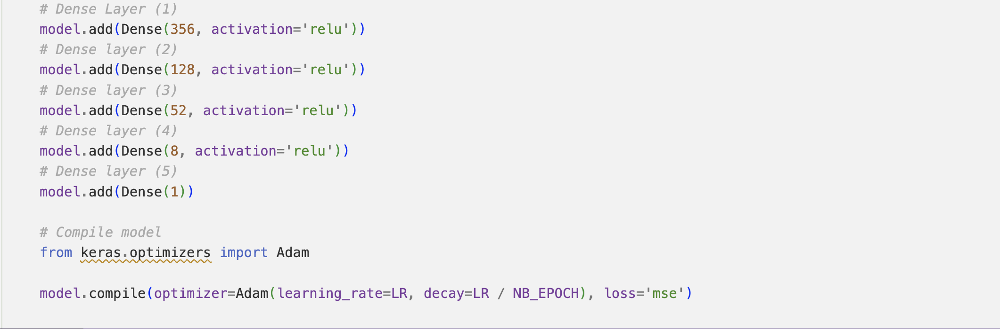 # Dense Layer (1)
model.add(Dense(356, activation='relu'))
# Dense layer (2)
model.add(Dense(128, activation='relu'))
# Dense layer (3)
model.add(Dense(52, activation='relu'))
# Dense layer (4)
model.add(Dense(8, activation='relu'))
# Dense layer (5)
model.add(Dense(1))
# Compile model
from keras.optimizers import Adam
model.compile(optimizer=Adam(learning_rate=LR, decay=LR / NB_EPOCH), loss='mse')